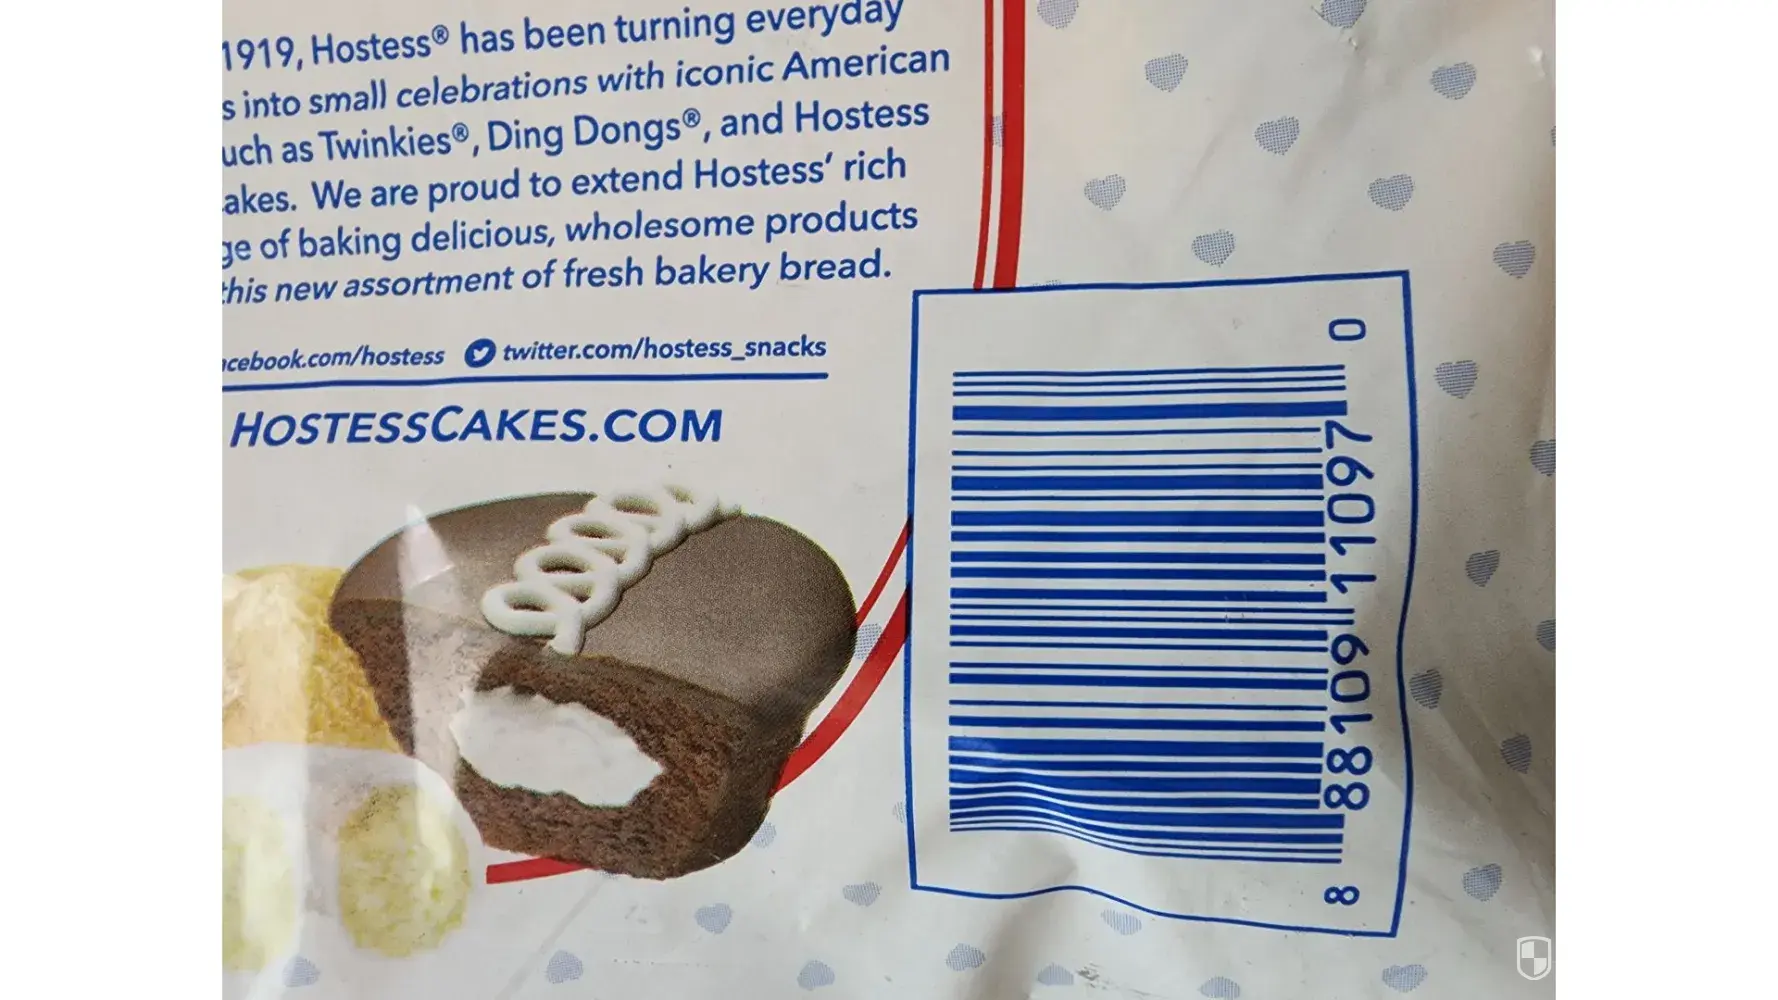 1919, Hostess® has been turning everyday
s into small celebrations with iconic American
uch as Twinkies®, Ding Dongs®, and Hostess
akes. We are proud to extend Hostess' rich
ge of baking delicious, wholesome products
this new assortment of fresh bakery bread.
cebook.com/hostess twitter.com/hostess_snacks
HOSTESSCAKES.COM
8 88109 11097 0